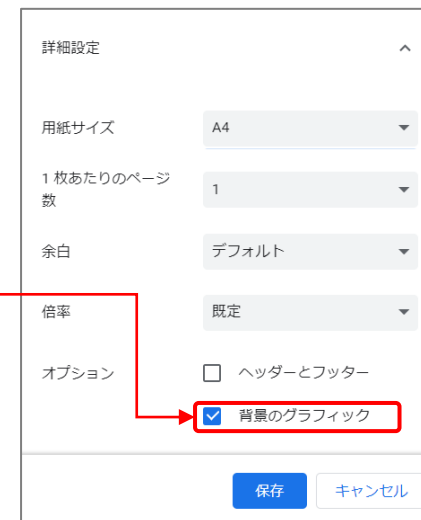 詳細設定
用紙サイズ
A4
1 枚あたりのページ
数
1
余白
デフォルト
倍率
既定
オプション
ヘッダーとフッター
背景のグラフィック
保存
キャンセル